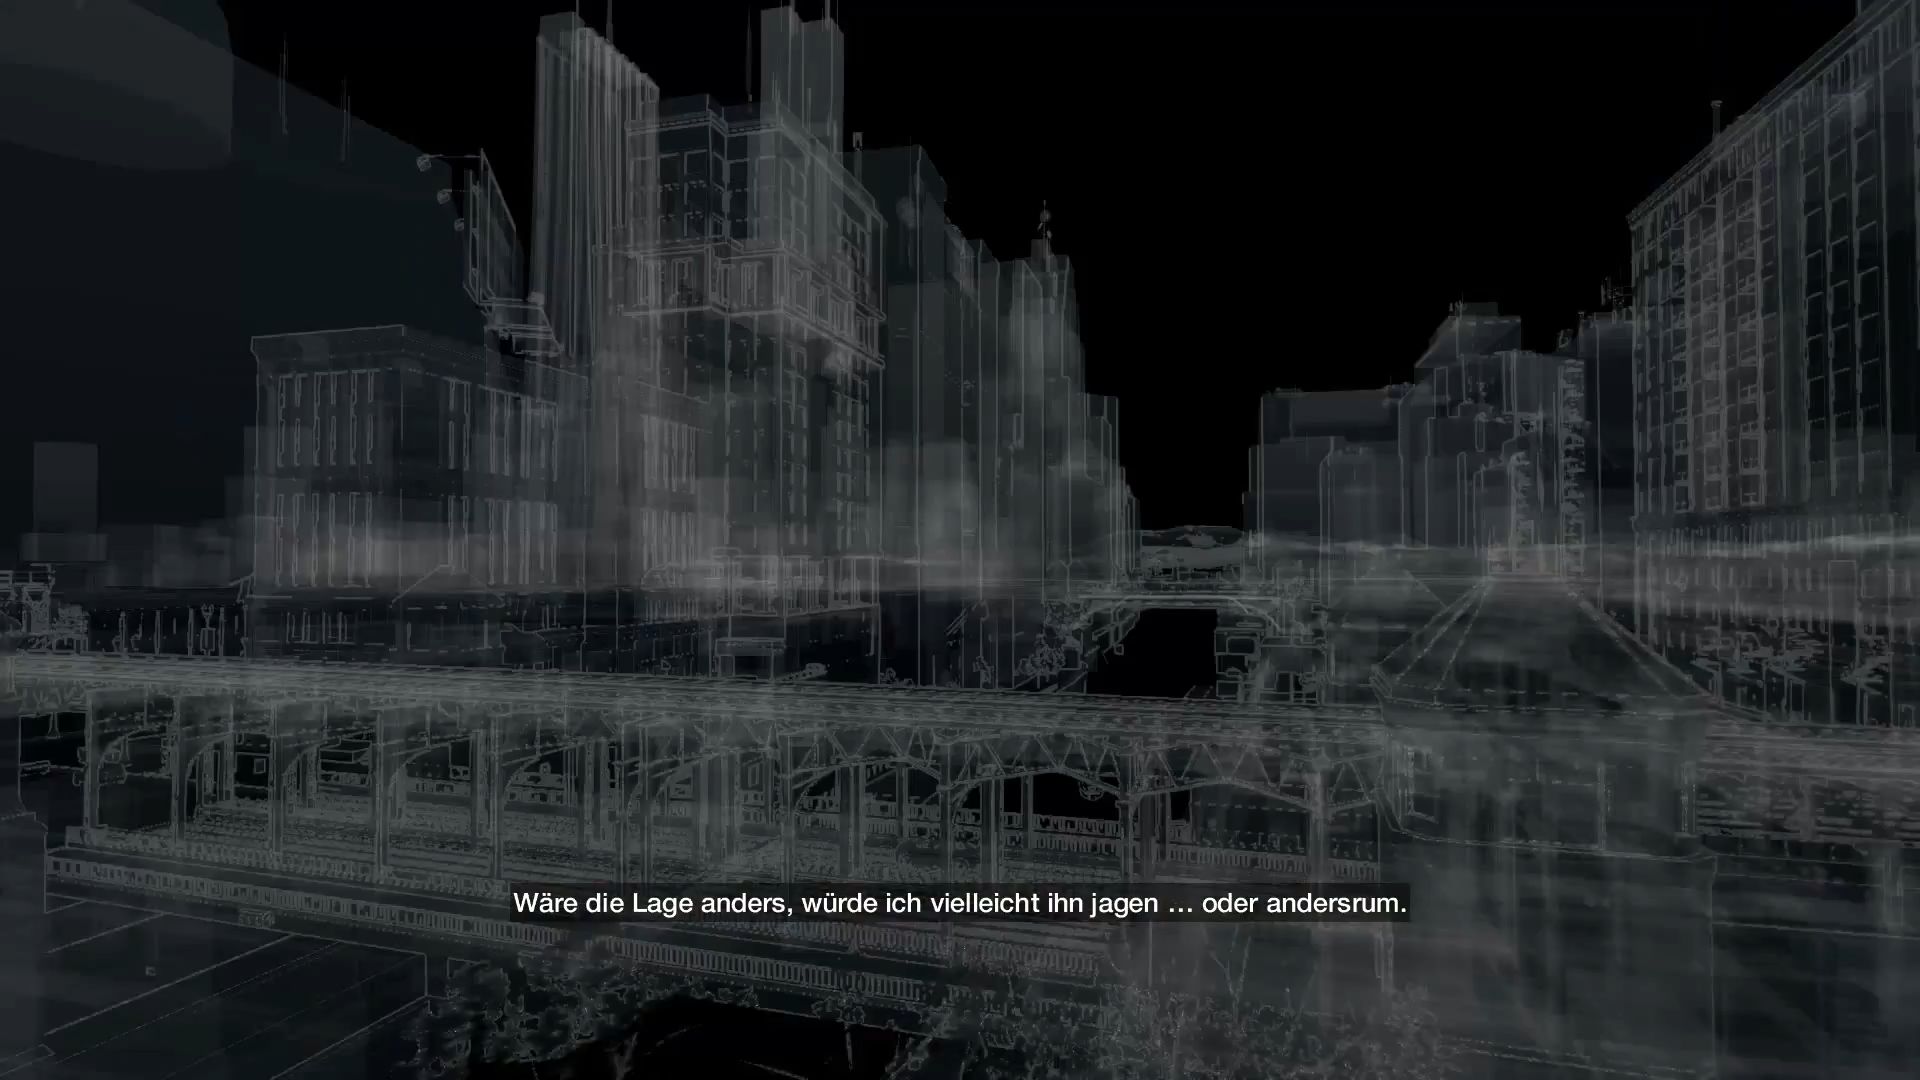 Wäre die Lage anders, würde ich vielleicht ihn jagen … oder andersrum.